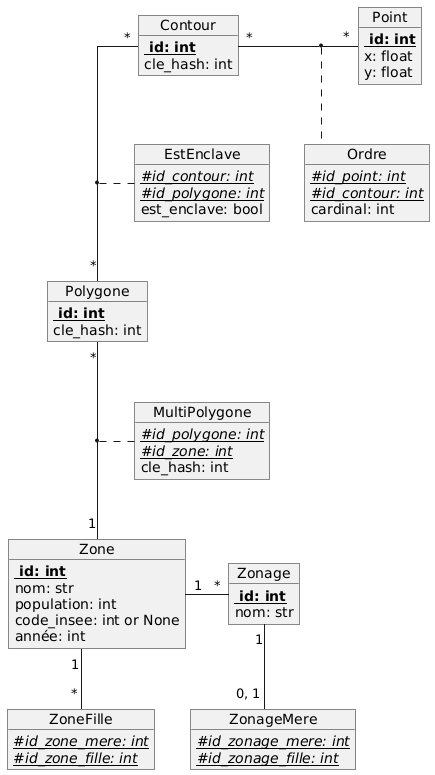 Contour
id: int
cle_hash: int
Point
id: int
x: float
y: float
*
*
*
EstEnclave
#id_contour: int
#id_polygone: int
est_enclave: bool
Ordre
#id_point: int
#id_contour: int
cardinal: int
*
Polygone
id: int
cle_hash: int
*
MultiPolygone
#id_polygone: int
#id_zone: int
cle_hash: int
1
Zone
id: int
nom: str
population: int
code_insee: int or None
année: int
1
*
Zonage
id: int
nom: str
1
*
1
0, 1
ZoneFille
#id_zone_mere: int
#id_zone_fille: int
ZonageMere
#id_zonage_mere: int
#id_zonage_fille: int